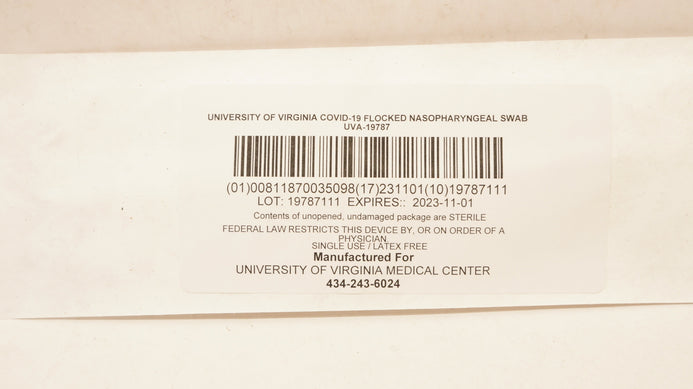 UNIVERSITY OF VIRGINIA COVID-19 FLOCKED NASOPHARYNGEAL SWAB
UVA-19787
(01)00811870035098(17)231101(10)19787111
LOT: 19787111 EXPIRES:: 2023-11-01
Contents of unopened, undamaged package are STERILE
FEDERAL LAW RESTRICTS THIS DEVICE BY, OR ON ORDER OF A
PHYSICIAN.
SINGLE USE / LATEX FREE
Manufactured For
UNIVERSITY OF VIRGINIA MEDICAL CENTER
434-243-6024